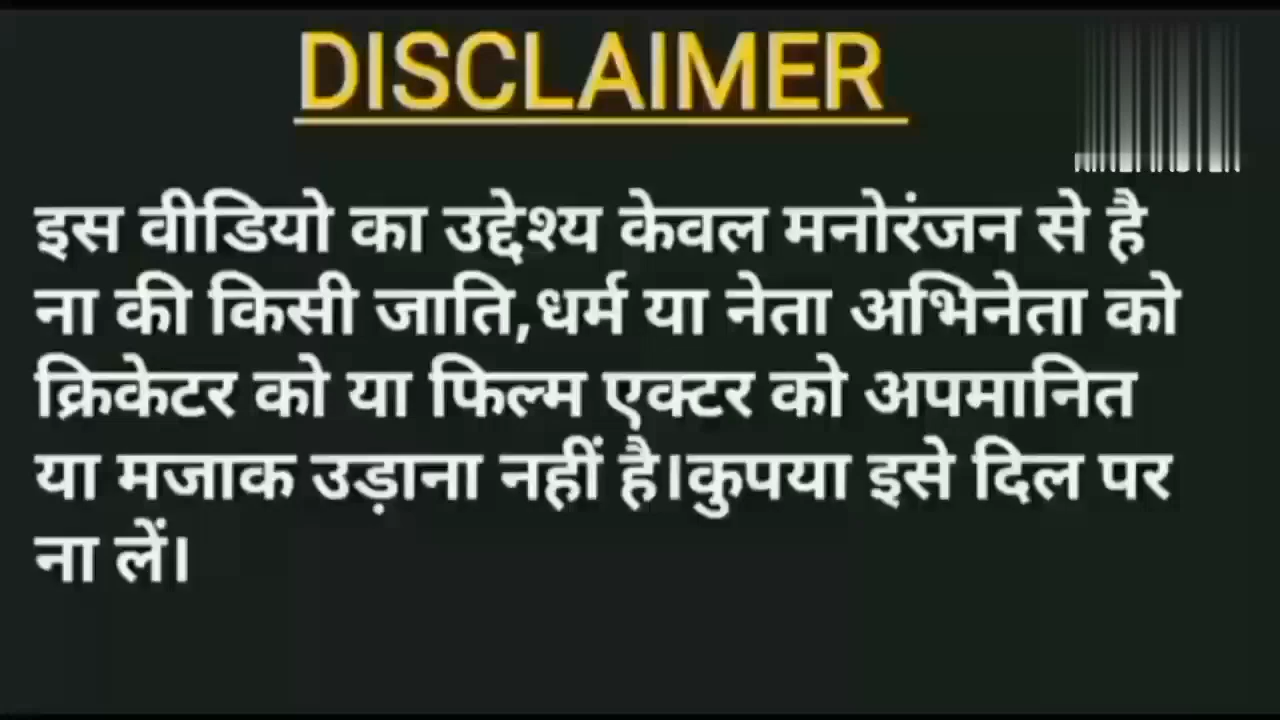 DISCLAIMER
इस वीडियो का उद्देश्य केवल मनोरंजन से है
ना की किसी जाति,धर्म या नेता अभिनेता को
क्रिकेटर को या फिल्म एक्टर को अपमानित
या मजाक उड़ाना नहीं है।कुपया इसे दिल पर
ना लें।